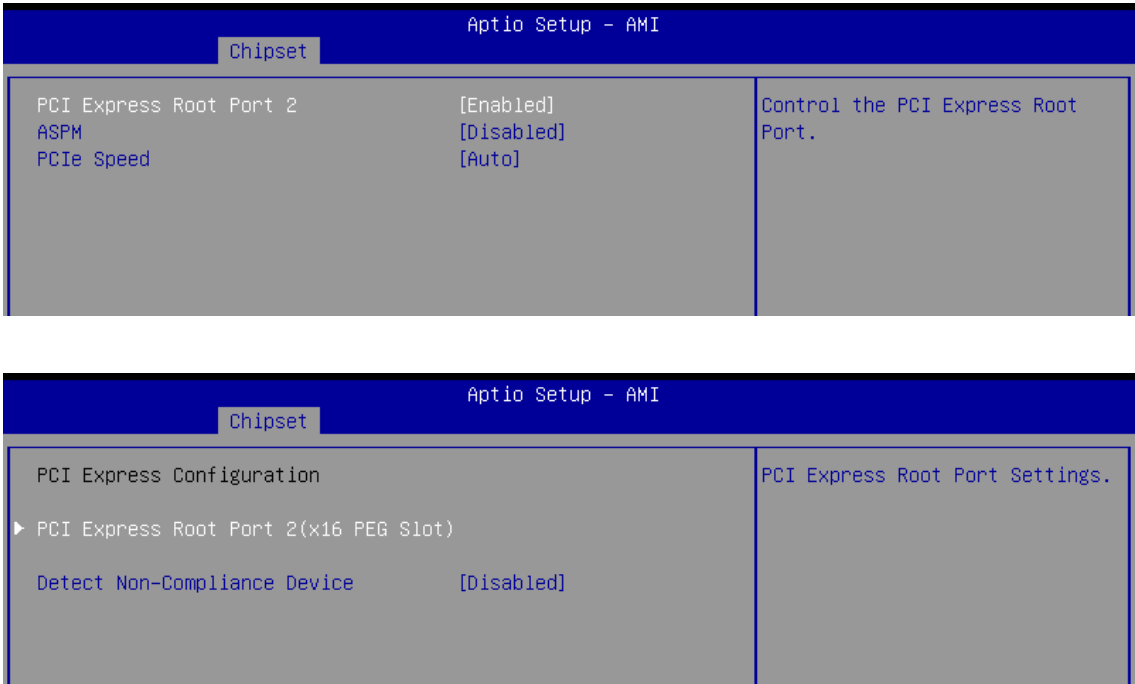 Aptio Setup – AMI
Chipset
PCI Express Root Port 2 [Enabled]
ASPM [Disabled]
PCIe Speed [Auto]
Control the PCI Express Root
Port.
Aptio Setup – AMI
Chipset
PCI Express Configuration
PCI Express Root Port 2(x16 PEG Slot)
Detect Non-Compliance Device [Disabled]
PCI Express Root Port Settings.